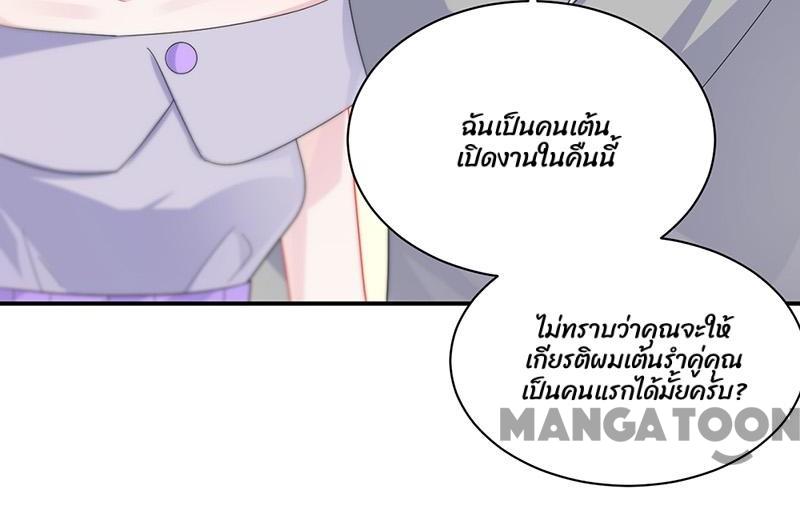 ฉันเป็นคนเต้น
เปิดงานในคืนนี้
ไม่ทราบว่าคุณจะให้
เกียรติผมเต้นรำคู่คุณ
เป็นคนแรกได้มั้ยครับ?
MANGATOON